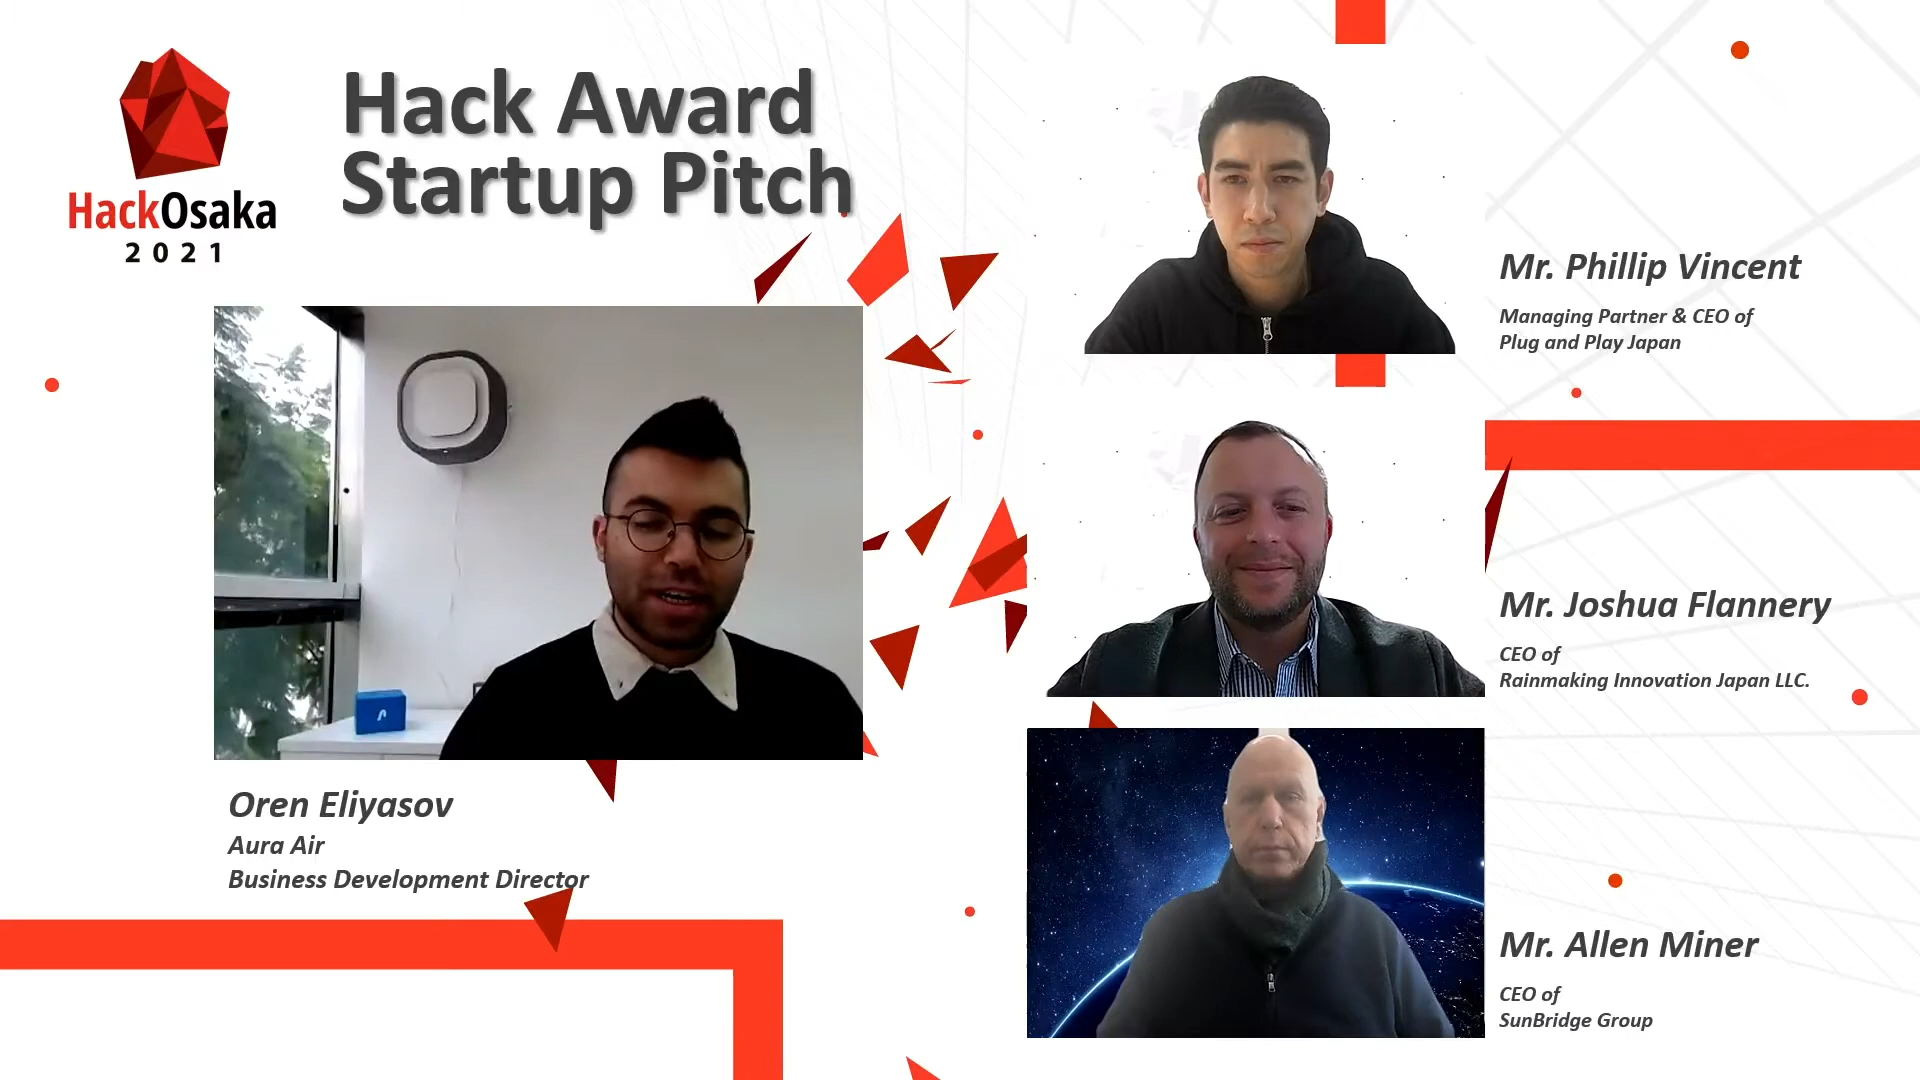 HackOsaka
2021
Hack Award
Startup Pitch
Oren Eliyasov
Aura Air
Business Development Director
Mr. Phillip Vincent
Managing Partner & CEO of
Plug and Play Japan
Mr. Joshua Flannery
CEO of
Rainmaking Innovation Japan LLC.
Mr. Allen Miner
CEO of
SunBridge Group